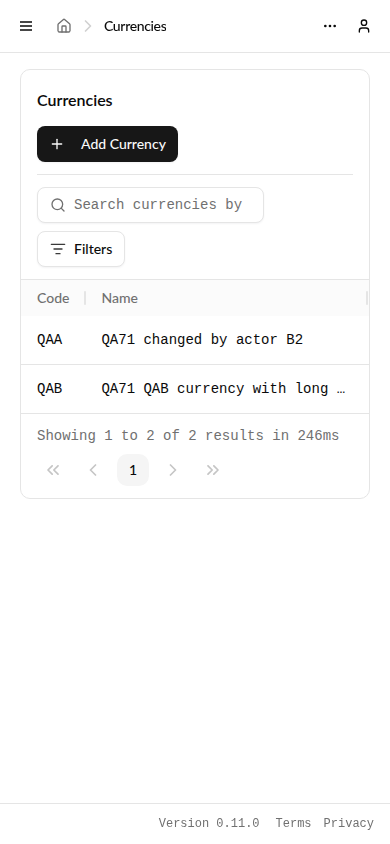 Currencies
Currencies
Add Currency
Search currencies by
Filters
Code Name
QAA QA71 changed by actor B2
QAB QA71 QAB currency with long …
Showing 1 to 2 of 2 results in 246ms
1
Version 0.11.0 Terms Privacy